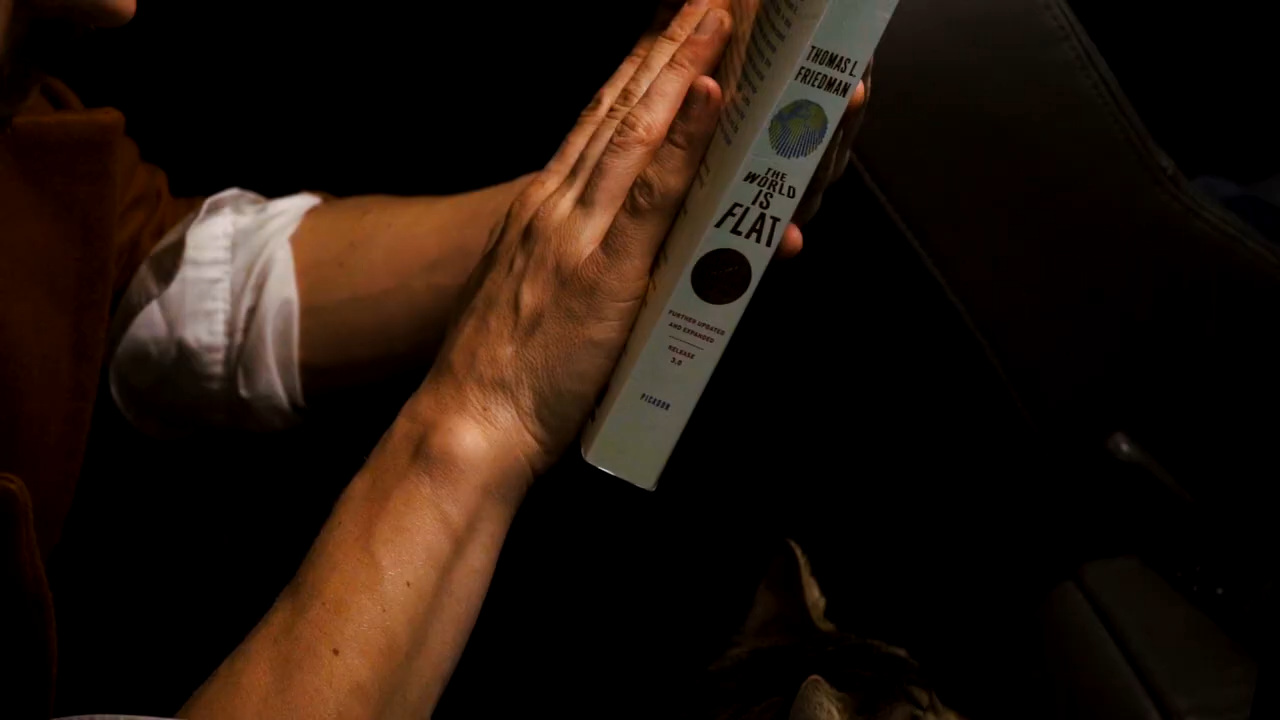 THOMAS L.
FRIEDMAN
THE
WORLD
IS
FLAT
FURTHER UPDATED
AND EXPANDED
RELEASE
3.0
PICADOR